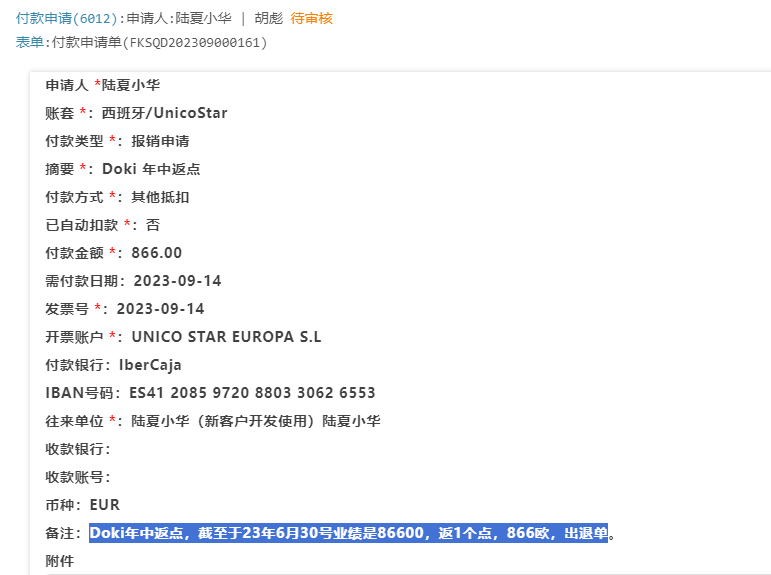 付款申请(6012):申请人:陆夏小华 | 胡彪 待审核
表单:付款申请单(FKSQD202309000161)
申请人 *陆夏小华
账套 *: 西班牙/UnicoStar
付款类型 *: 报销申请
摘要 *: Doki 年中返点
付款方式 *: 其他抵扣
已自动扣款 *: 否
付款金额 *: 866.00
需付款日期: 2023-09-14
发票号 *: 2023-09-14
开票账户 *: UNICO STAR EUROPA S.L
付款银行: IberCaja
IBAN号码: ES41 2085 9720 8803 3062 6553
往来单位 *: 陆夏小华（新客户开发使用）陆夏小华
收款银行:
收款账号:
币种: EUR
备注: Doki年中返点，截至于23年6月30号业绩是86600，返1个点，866欧，出退单。
附件